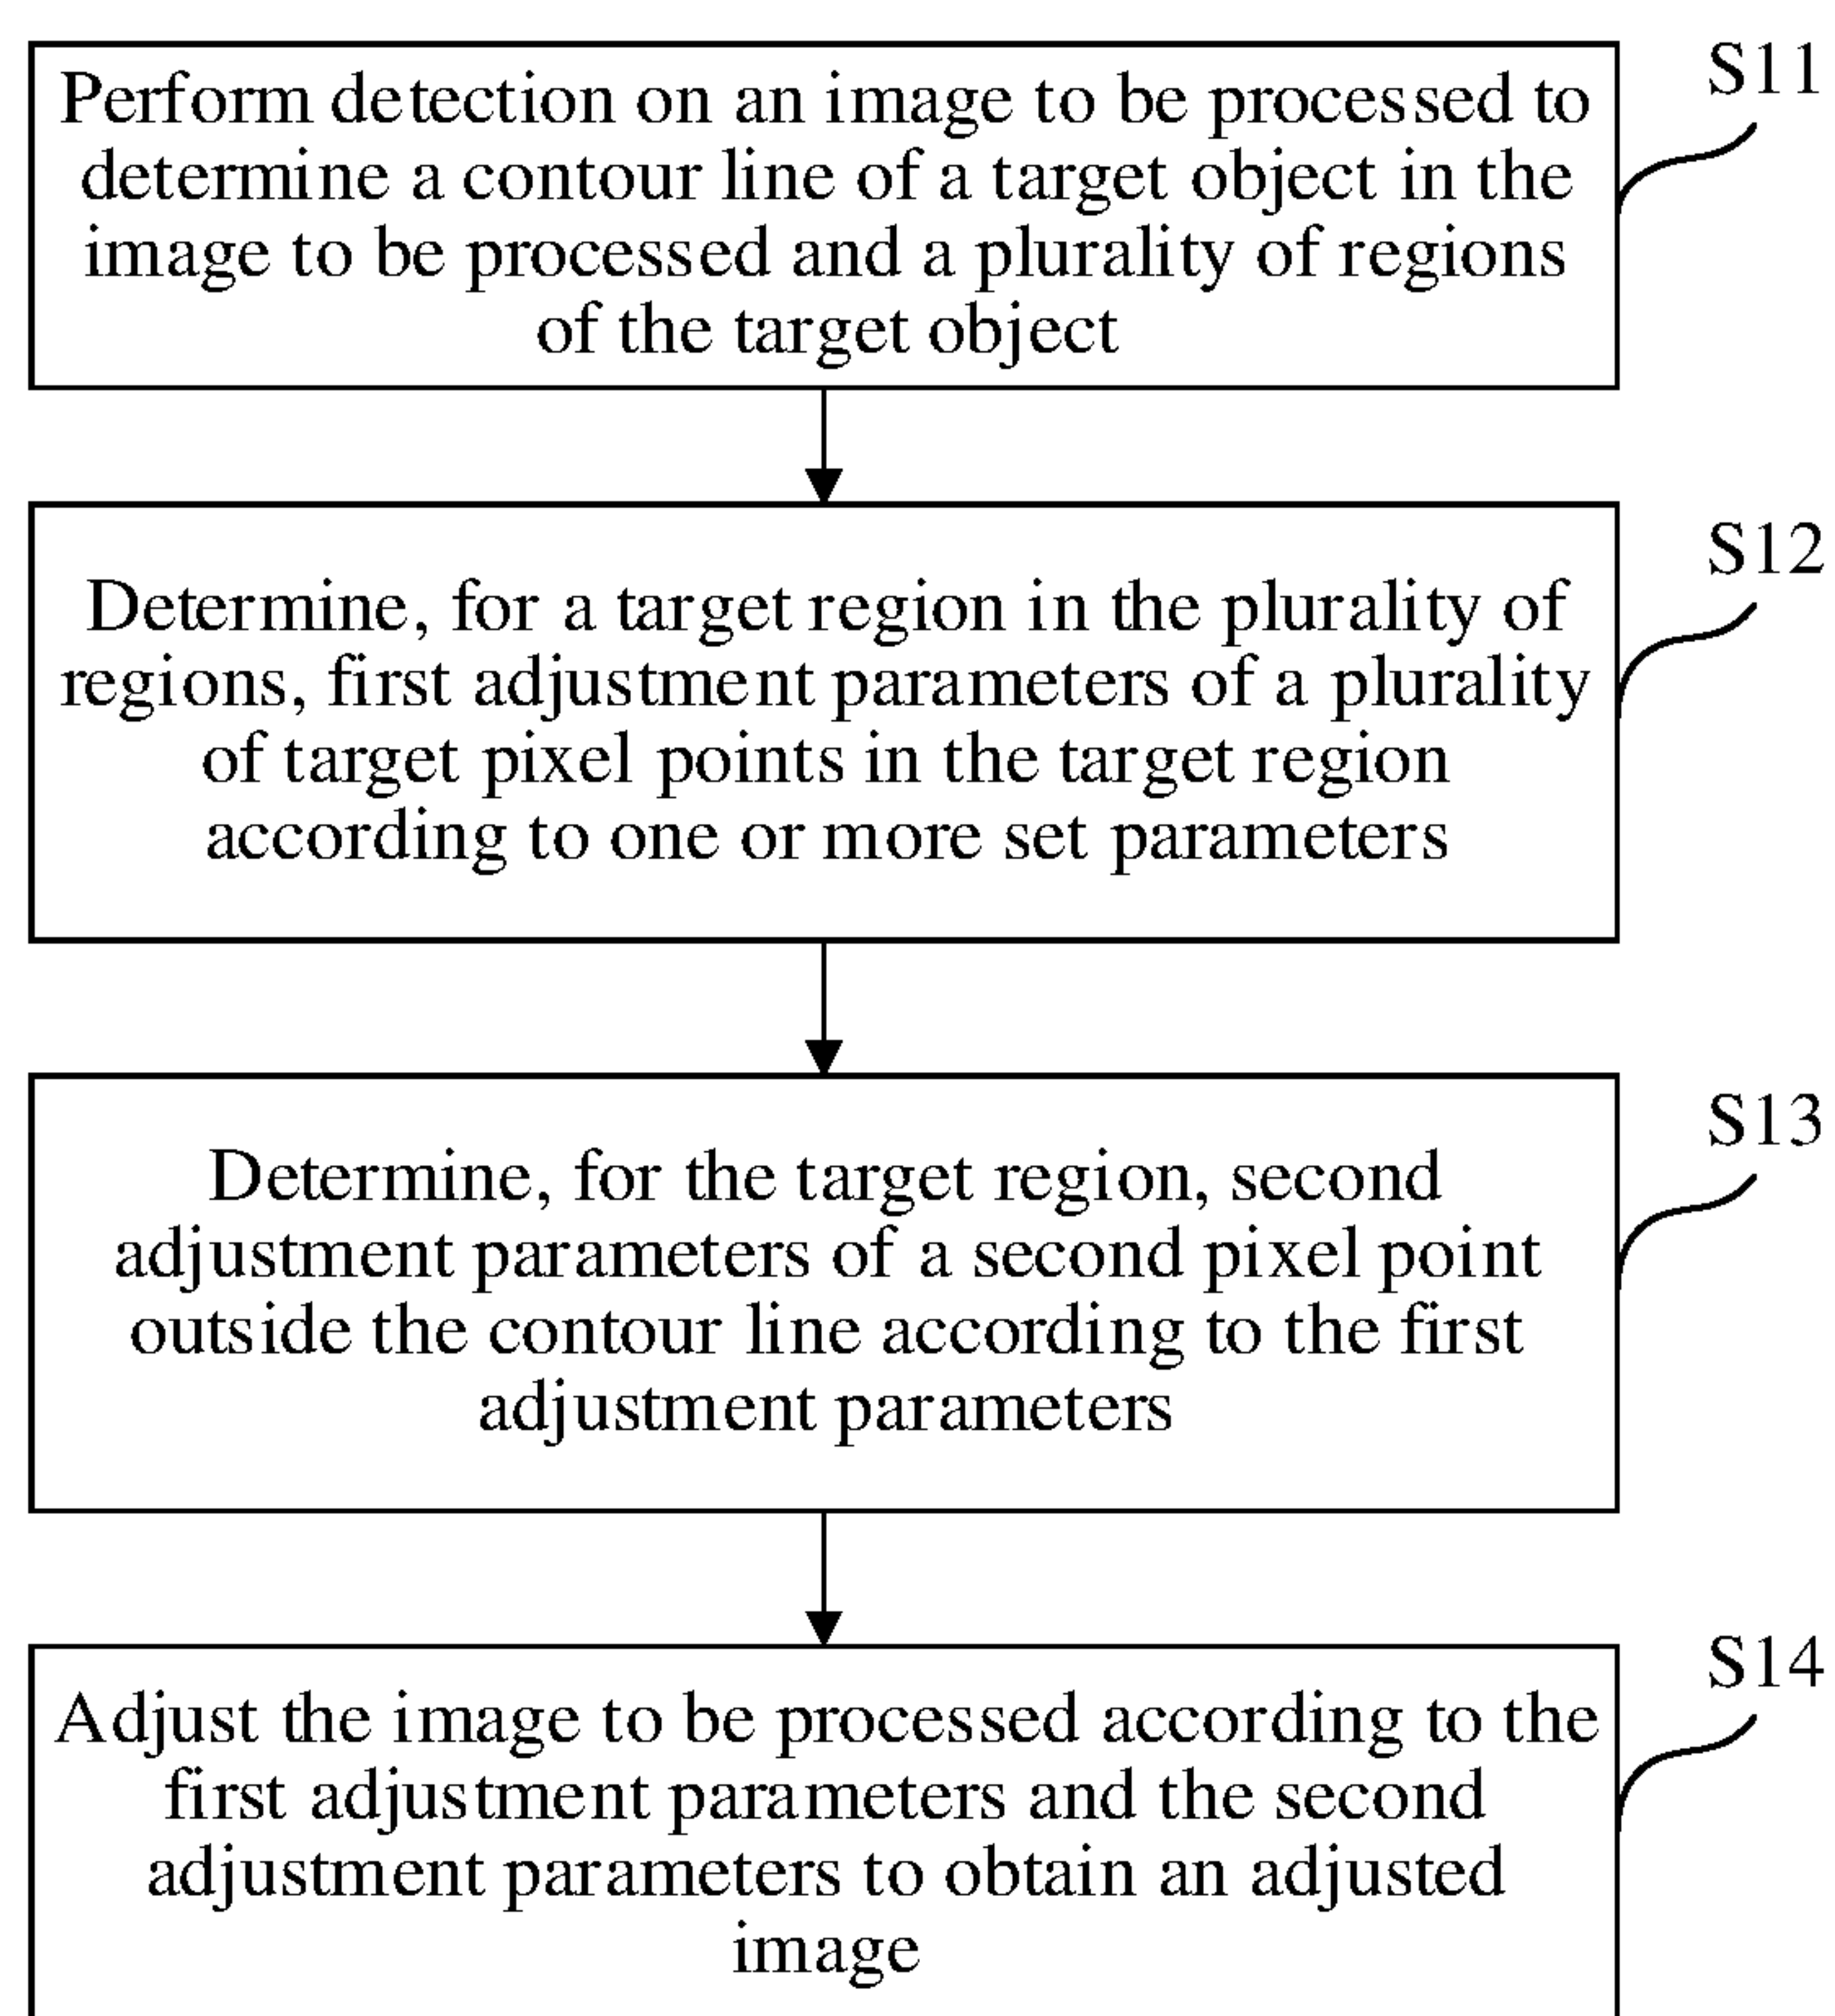 S11
Perform detection on an image to be processed to
determine a contour line of a target object in the
image to be processed and a plurality of regions
of the target object
S12
Determine, for a target region in the plurality of
regions, first adjustment parameters of a plurality
of target pixel points in the target region
according to one or more set parameters
S13
Determine, for the target region, second
adjustment parameters of a second pixel point
outside the contour line according to the first
adjustment parameters
S14
Adjust the image to be processed according to the
first adjustment parameters and the second
adjustment parameters to obtain an adjusted
image